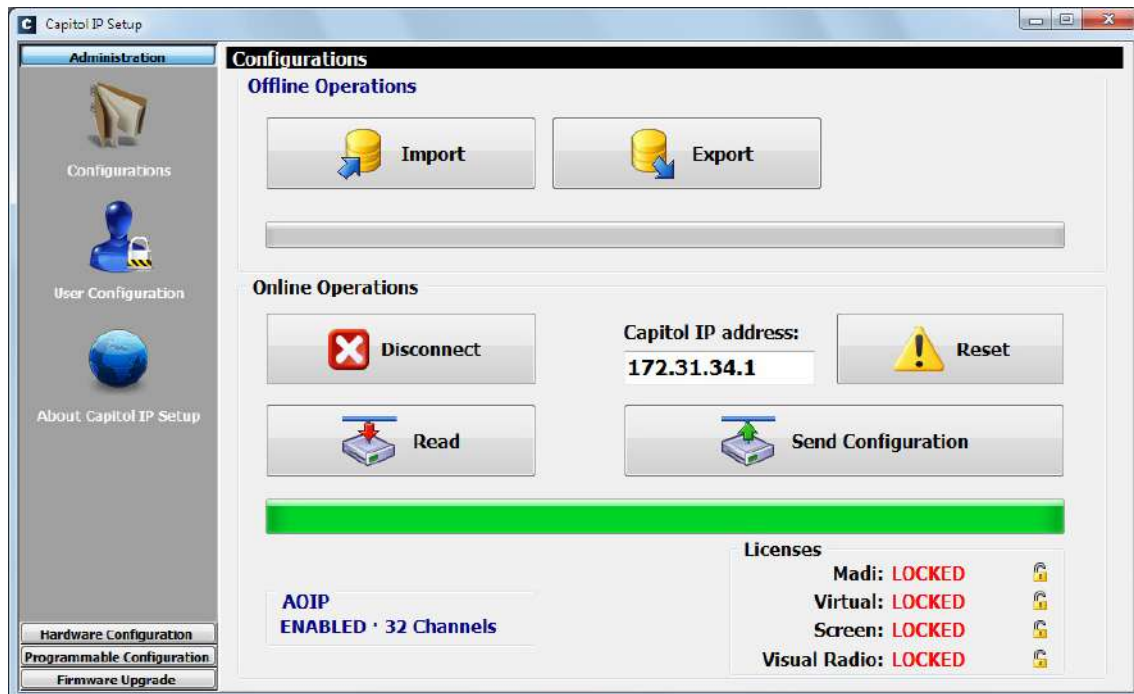 Capitol IP Setup
Administration
Configurations
User Configuration
About Capitol IP Setup
Hardware Configuration
Programmable Configuration
Firmware Upgrade
Configurations
Offline Operations
Import
Export
Online Operations
Disconnect
Capitol IP address:
172.31.34.1
Reset
Read
Send Configuration
AOIP
ENABLED · 32 Channels
Licenses
Madi: LOCKED
Virtual: LOCKED
Screen: LOCKED
Visual Radio: LOCKED